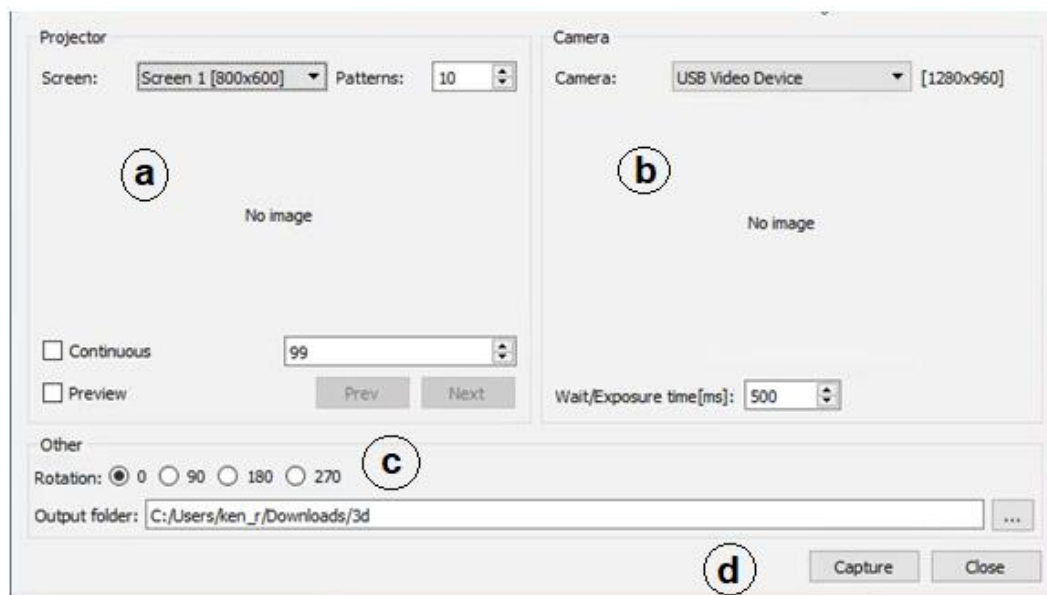 Projector
Screen: Screen 1 [800x600] Patterns: 10
a
No image
Continuous 99
Preview Prev Next
Camera
Camera: USB Video Device [1280x960]
b
No image
Wait/Exposure time[ms]: 500
Other
c
Rotation: 0 90 180 270
Output folder: C:/Users/ken_r/Downloads/3d ...
d
Capture Close